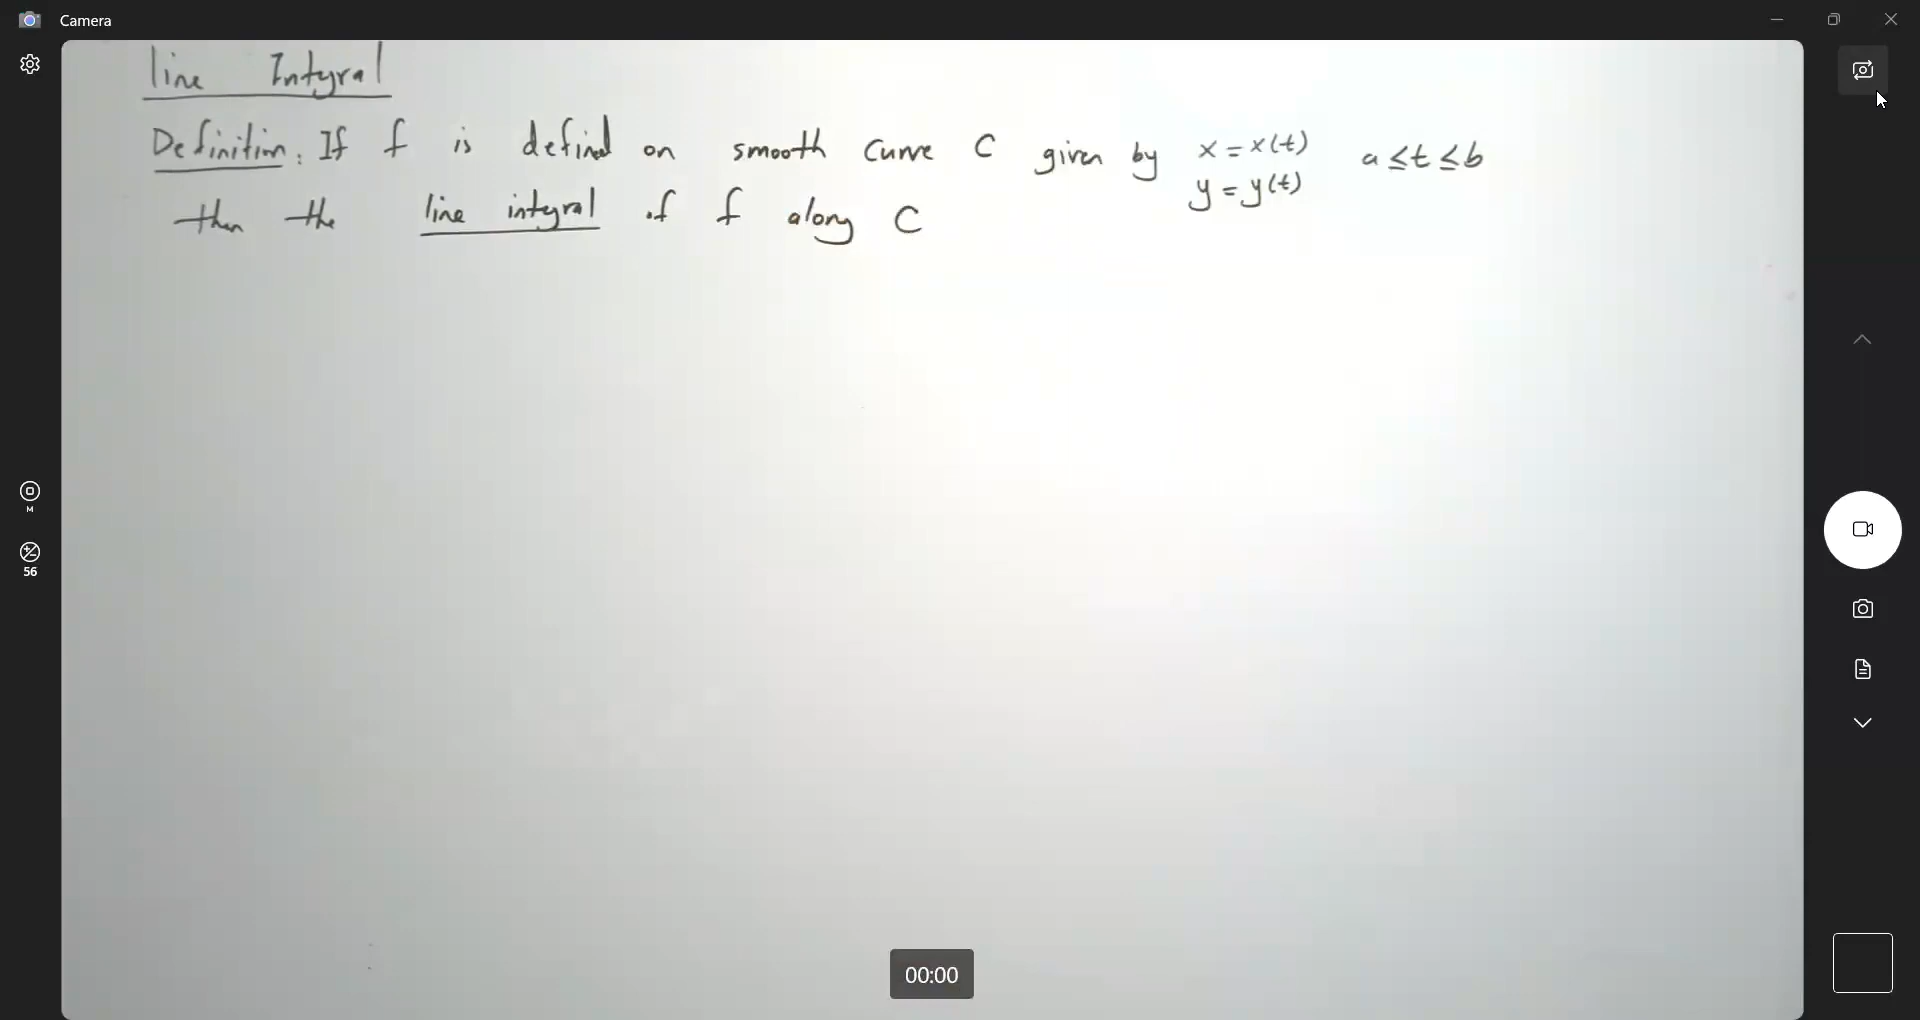 Camera
line Integral
Definition: If f is defined on smooth curve C given by x = x(t) a ≤ t ≤ b
y = y(t)
then the line integral of f along C
M
56
00:00